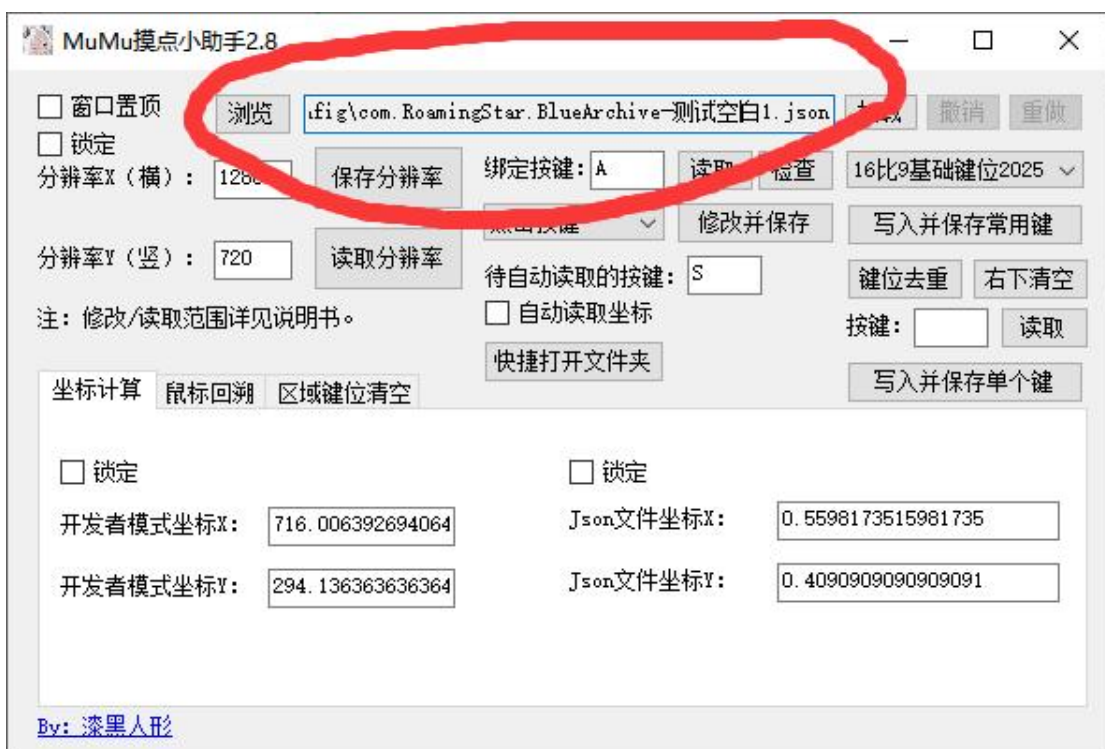 MuMu摸点小助手2.8
窗口置顶
浏览
.fig\com.RoamingStar.BlueArchive-测试空白1.json
撤销
重做
锁定
分辨率X（横）：
128
保存分辨率
绑定按键：
A
读取
检查
16比9基础键位2025
修改并保存
写入并保存常用键
分辨率Y（竖）：
720
读取分辨率
待自动读取的按键：
S
键位去重
右下清空
注：修改/读取范围详见说明书。
自动读取坐标
按键：
读取
快捷打开文件夹
写入并保存单个键
坐标计算
鼠标回溯
区域键位清空
锁定
锁定
开发者模式坐标X：
716.006392694064
Json文件坐标X：
0.5598173515981735
开发者模式坐标Y：
294.136363636364
Json文件坐标Y：
0.4090909090909091
By: 漆黑人形